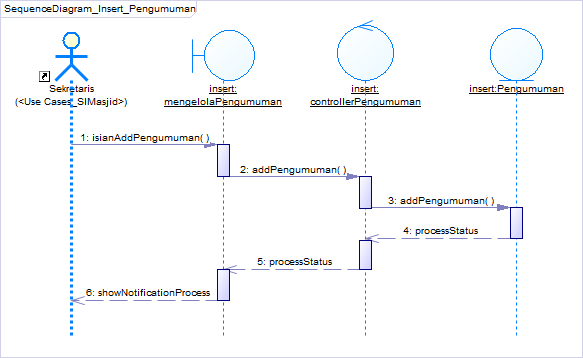 SequenceDiagram_Insert_Pengumuman
Sekretaris
(<Use Cases_SIMasjid>)
insert:
mengelolaPengumuman
insert:
controllerPengumuman
insert:Pengumuman
1: isianAddPengumuman( )
2: addPengumuman( )
3: addPengumuman( )
4: processStatus
5: processStatus
6: showNotificationProcess